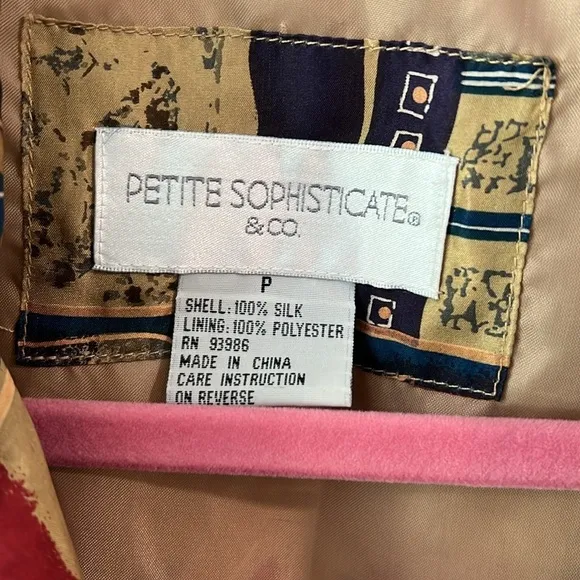 PETITE SOPHISTICATE®
& CO.
P
SHELL: 100% SILK
LINING: 100% POLYESTER
RN 93986
MADE IN CHINA
CARE INSTRUCTION
ON REVERSE